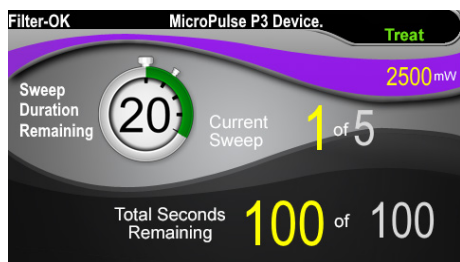 Filter-OK MicroPulse P3 Device.
Treat
2500mW
Sweep
Duration
Remaining
20
Current
Sweep
1 of 5
Total Seconds
Remaining
100 of 100